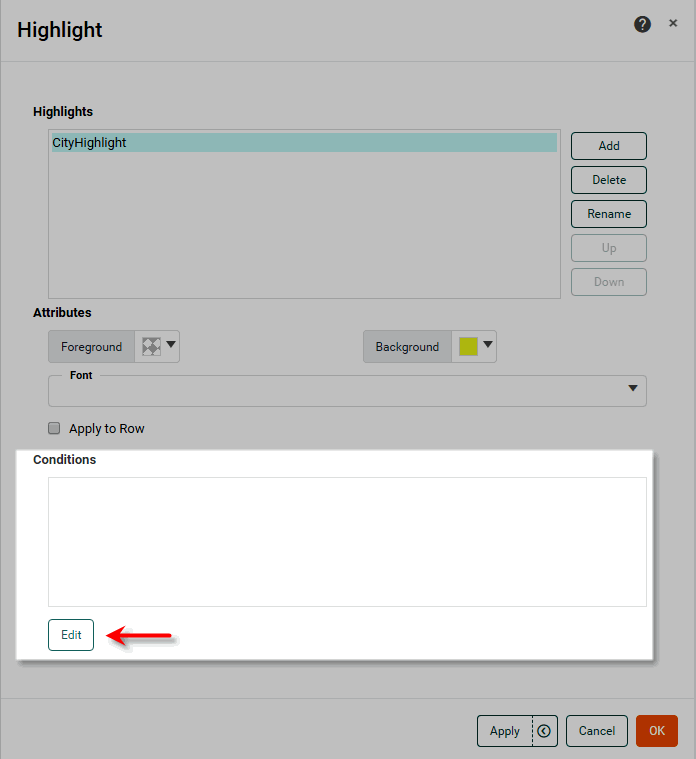 Highlight
Highlights
CityHighlight
Add
Delete
Rename
Up
Down
Attributes
Foreground
Background
Font
Apply to Row
Conditions
Edit
Apply
Cancel
OK